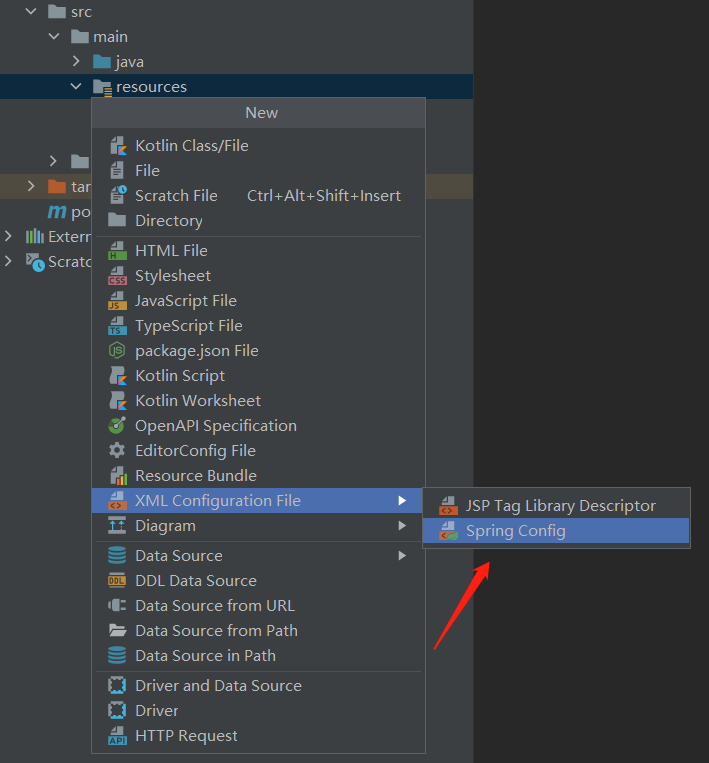 src
main
java
resources
New
Kotlin Class/File
File
Scratch File Ctrl+Alt+Shift+Insert
Directory
tar
m po
HTML File
Extern
Stylesheet
Scratc
JavaScript File
TypeScript File
package.json File
Kotlin Script
Kotlin Worksheet
OpenAPI Specification
EditorConfig File
Resource Bundle
XML Configuration File
JSP Tag Library Descriptor
Diagram
Spring Config
Data Source
DDL Data Source
Data Source from URL
Data Source from Path
Data Source in Path
Driver and Data Source
Driver
HTTP Request